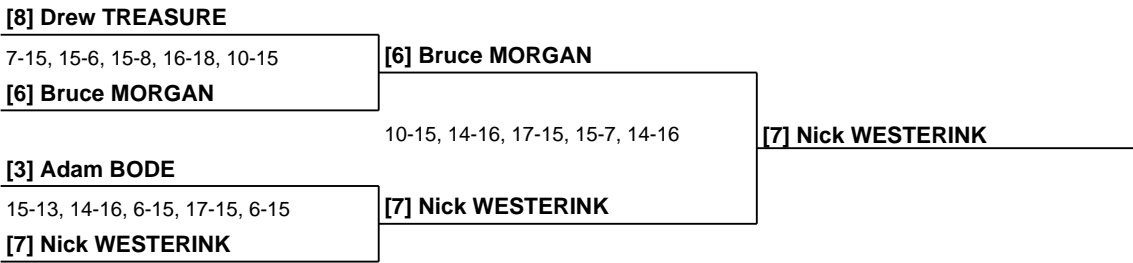 [8] Drew TREASURE
7-15, 15-6, 15-8, 16-18, 10-15
[6] Bruce MORGAN
[6] Bruce MORGAN
10-15, 14-16, 17-15, 15-7, 14-16
[7] Nick WESTERINK
[3] Adam BODE
15-13, 14-16, 6-15, 17-15, 6-15
[7] Nick WESTERINK
[7] Nick WESTERINK